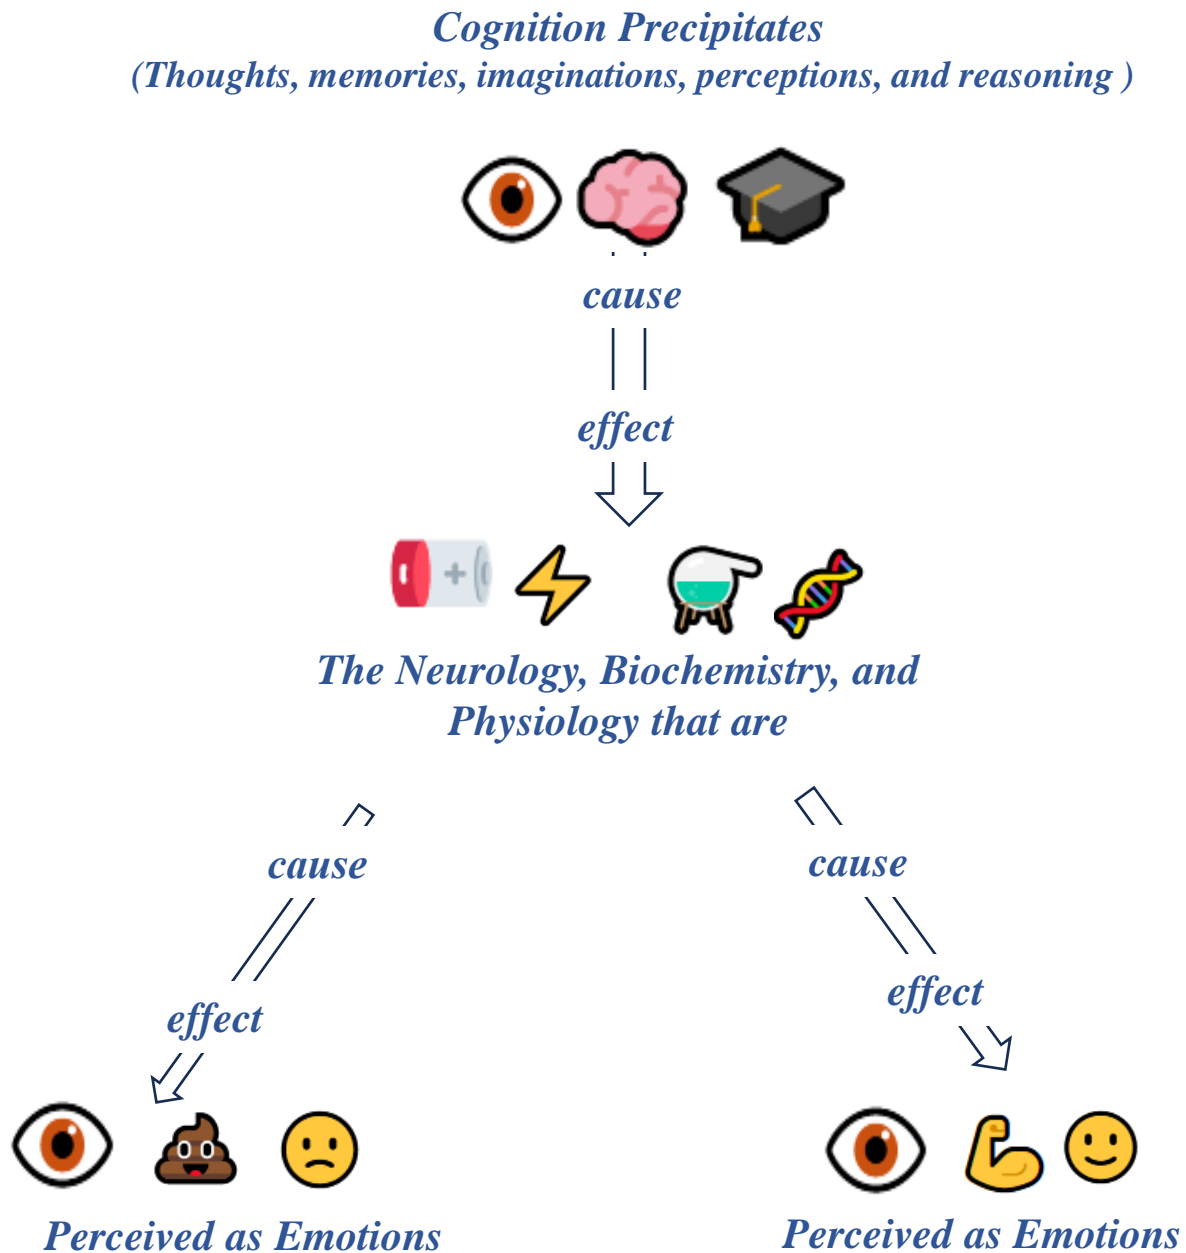 Cognition Precipitates
(Thoughts, memories, imaginations, perceptions, and reasoning )
cause
effect
The Neurology, Biochemistry, and
Physiology that are
cause
effect
Perceived as Emotions
cause
effect
Perceived as Emotions